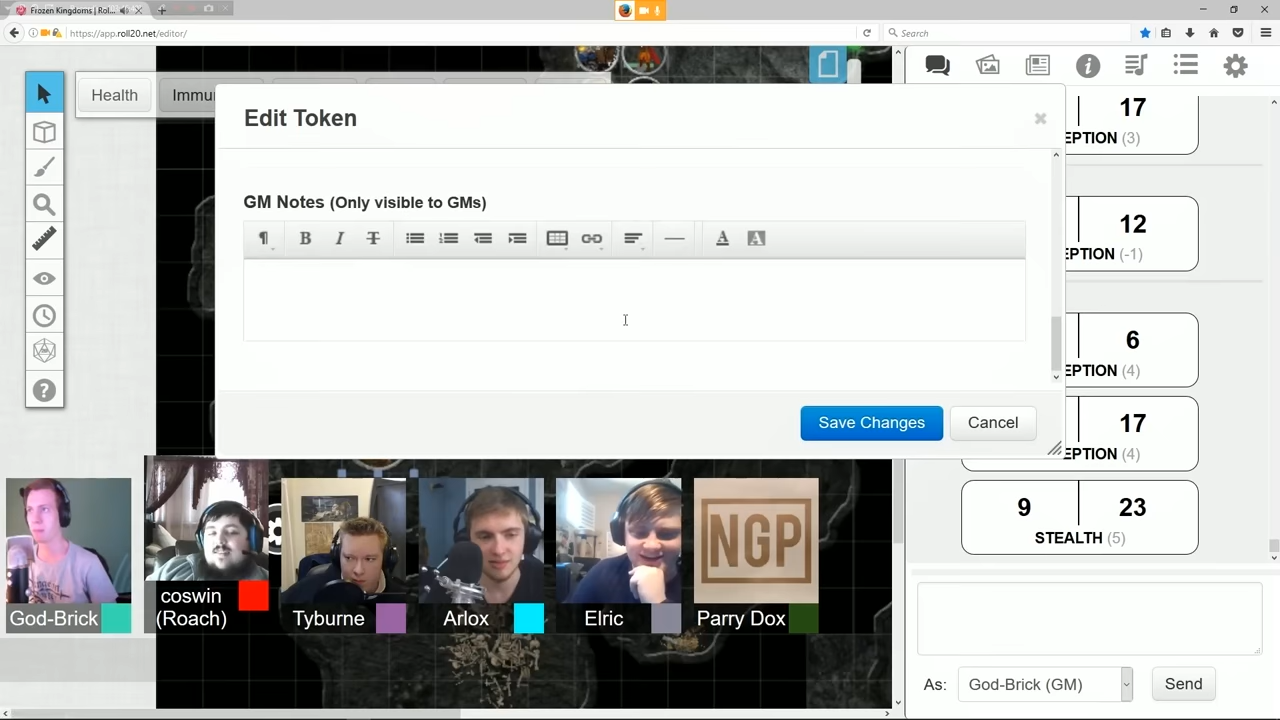 Frozen Kingdoms | Rol
https://app.roll20.net/editor/
Search
Health
Immu
Edit Token
GM Notes (Only visible to GMs)
Save Changes
Cancel
17
EPTION (3)
12
EPTION (-1)
6
EPTION (4)
17
EPTION (4)
9
23
STEALTH (5)
As:
God-Brick (GM)
Send
God-Brick
coswin
(Roach)
Tyburne
Arlox
Elric
Parry Dox
NGP